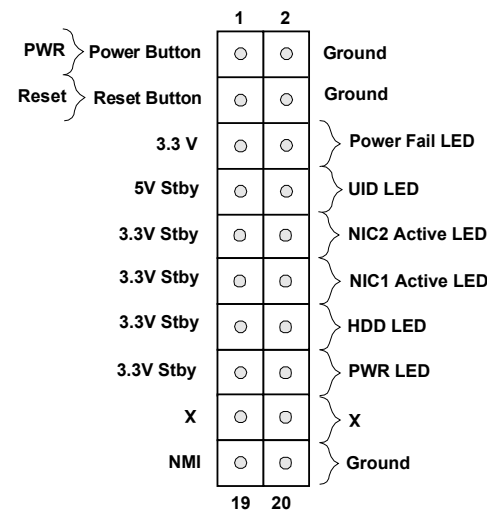 1 2
PWR Power Button Ground
Reset Reset Button Ground
3.3 V Power Fail LED
5V Stby UID LED
3.3V Stby NIC2 Active LED
3.3V Stby NIC1 Active LED
3.3V Stby HDD LED
3.3V Stby PWR LED
X X
NMI Ground
19 20